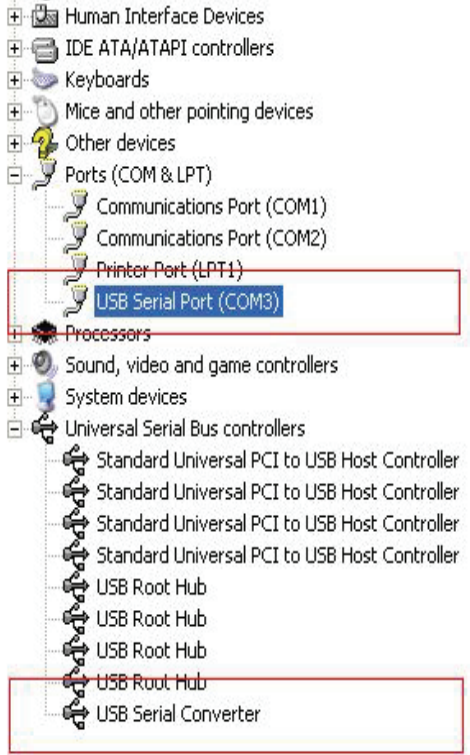 Human Interface Devices
IDE ATA/ATAPI controllers
Keyboards
Mice and other pointing devices
Other devices
Ports (COM & LPT)
Communications Port (COM1)
Communications Port (COM2)
Printer Port (LPT1)
USB Serial Port (COM3)
Processors
Sound, video and game controllers
System devices
Universal Serial Bus controllers
Standard Universal PCI to USB Host Controller
Standard Universal PCI to USB Host Controller
Standard Universal PCI to USB Host Controller
Standard Universal PCI to USB Host Controller
USB Root Hub
USB Root Hub
USB Root Hub
USB Root Hub
USB Serial Converter